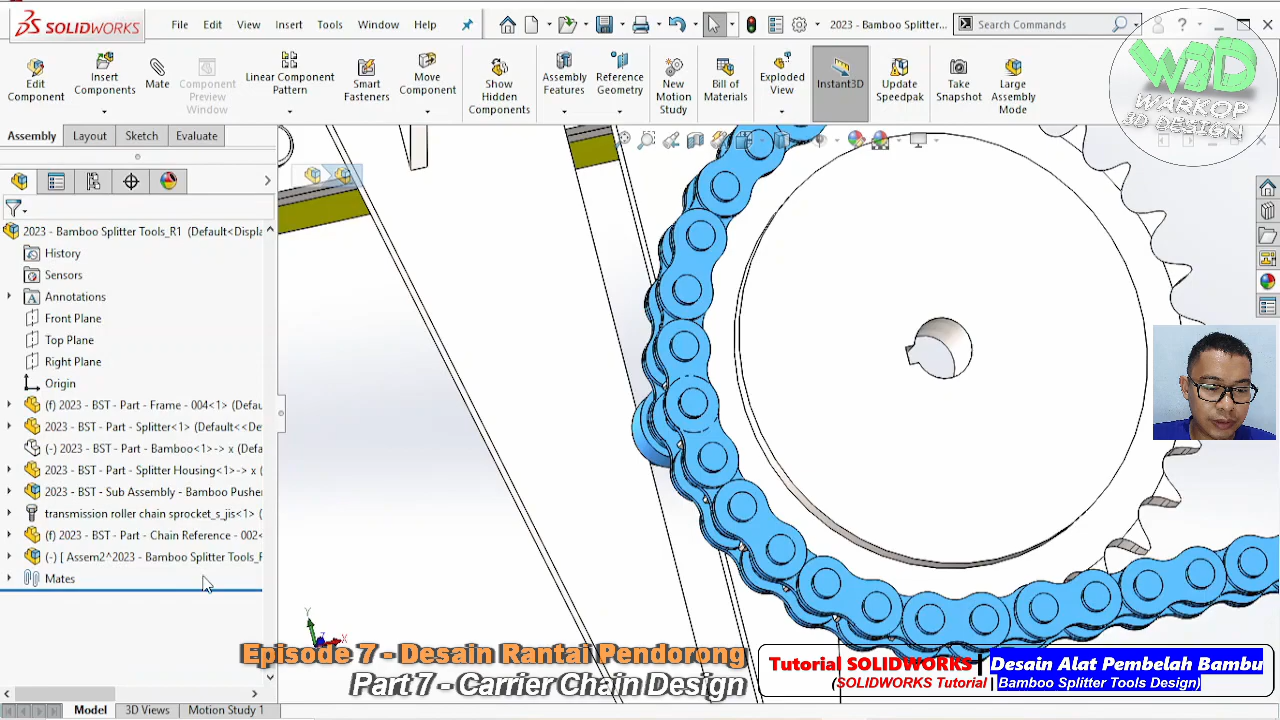 SOLIDWORKS
File Edit View Insert Tools Window Help
2023 - Bamboo Splitter...
Search Commands
Edit Component
Insert Components
Mate
Component Preview Window
Linear Component Pattern
Smart Fasteners
Move Component
Show Hidden Components
Assembly Features
Reference Geometry
New Motion Study
Bill of Materials
Exploded View
Instant3D
Update Speedpak
Take Snapshot
Large Assembly Mode
W3D
WARKOP
3D DESIGN
Assembly Layout Sketch Evaluate
2023 - Bamboo Splitter Tools_R1 (Default<Displa
History
Sensors
Annotations
Front Plane
Top Plane
Right Plane
Origin
(f) 2023 - BST - Part - Frame - 004<1> (Defau
2023 - BST - Part - Splitter<1> (Default<<De
(-) 2023 - BST - Part - Bamboo<1>-> x (Defa
2023 - BST - Part - Splitter Housing<1>-> x (
2023 - BST - Sub Assembly - Bamboo Pusher
transmission roller chain sprocket_s_jis<1> (
(f) 2023 - BST - Part - Chain Reference - 002<
(-) [ Assem2^2023 - Bamboo Splitter Tools_R
Mates
Y
X
Z
Episode 7 - Desain Rantai Pendorong
Part 7 - Carrier Chain Design
Tutorial SOLIDWORKS | Desain Alat Pembelah Bambu
(SOLIDWORKS Tutorial | Bamboo Splitter Tools Design)
Model 3D Views Motion Study 1